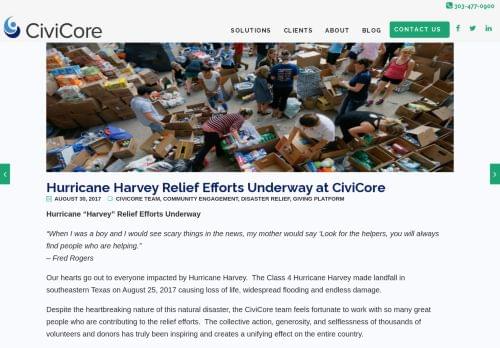 303-477-0900
CiviCore
SOLUTIONS CLIENTS ABOUT BLOG CONTACT US
Hurricane Harvey Relief Efforts Underway at CiviCore
AUGUST 30, 2017 CIVICORE TEAM, COMMUNITY ENGAGEMENT, DISASTER RELIEF, GIVING PLATFORM
Hurricane “Harvey” Relief Efforts Underway
“When I was a boy and I would see scary things in the news, my mother would say ‘Look for the helpers, you will always
find people who are helping.”
– Fred Rogers
Our hearts go out to everyone impacted by Hurricane Harvey.  The Class 4 Hurricane Harvey made landfall in
southeastern Texas on August 25, 2017 causing loss of life, widespread flooding and endless damage.
Despite the heartbreaking nature of this natural disaster, the CiviCore team feels fortunate to work with so many great
people who are contributing to the relief efforts.  The collective action, generosity, and selflessness of thousands of
volunteers and donors has truly been inspiring and creates a unifying effect on the entire country.